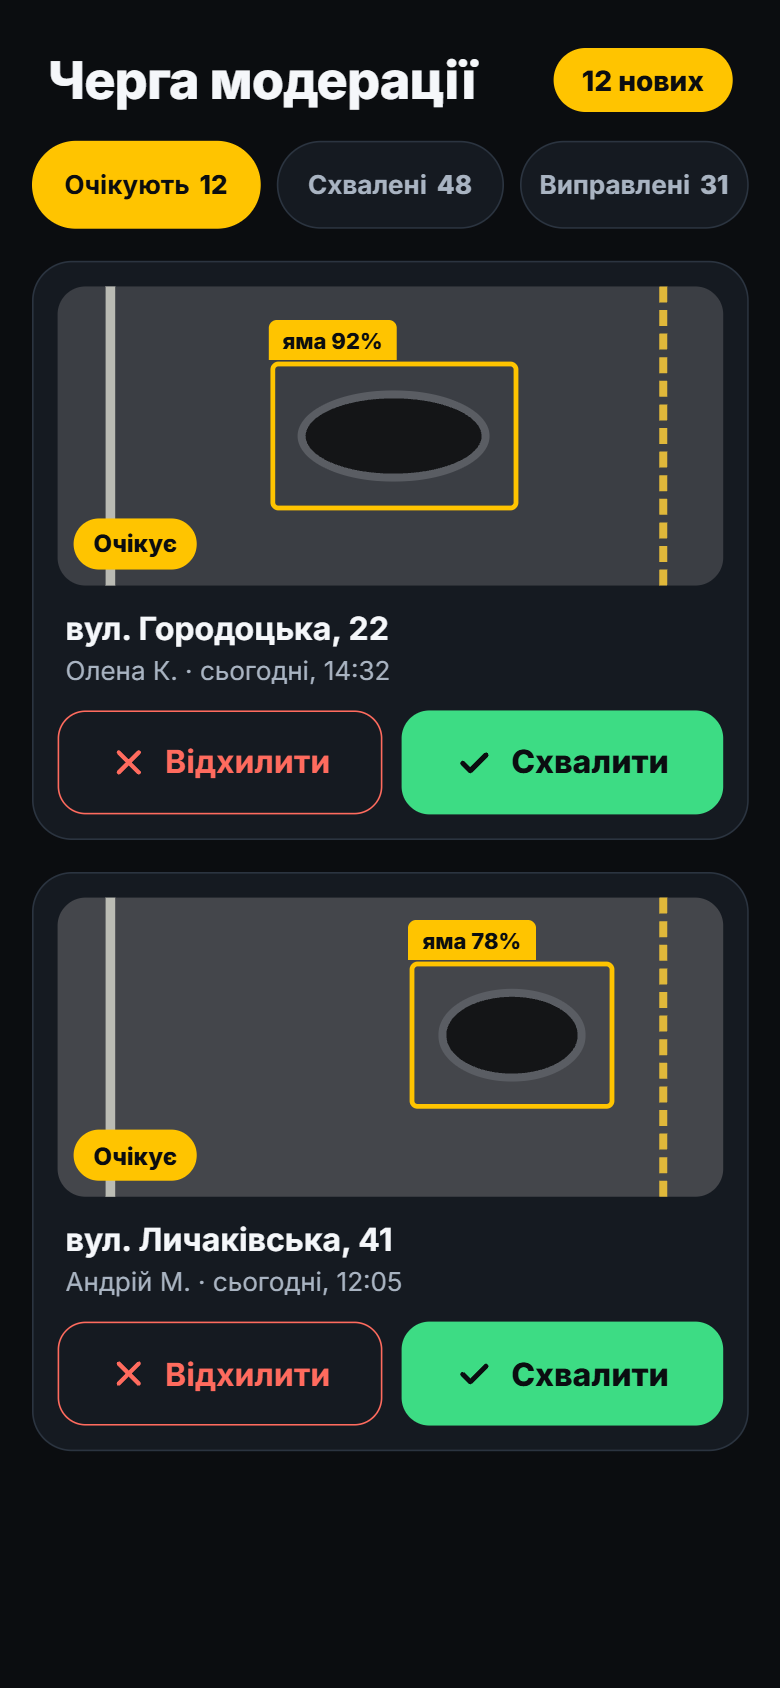 Черга модерації
12 нових
Очікують 12
Схвалені 48
Виправлені 31
яма 92%
Очікує
вул. Городоцька, 22
Олена К. · сьогодні, 14:32
Відхилити
Схвалити
яма 78%
Очікує
вул. Личаківська, 41
Андрій М. · сьогодні, 12:05
Відхилити
Схвалити